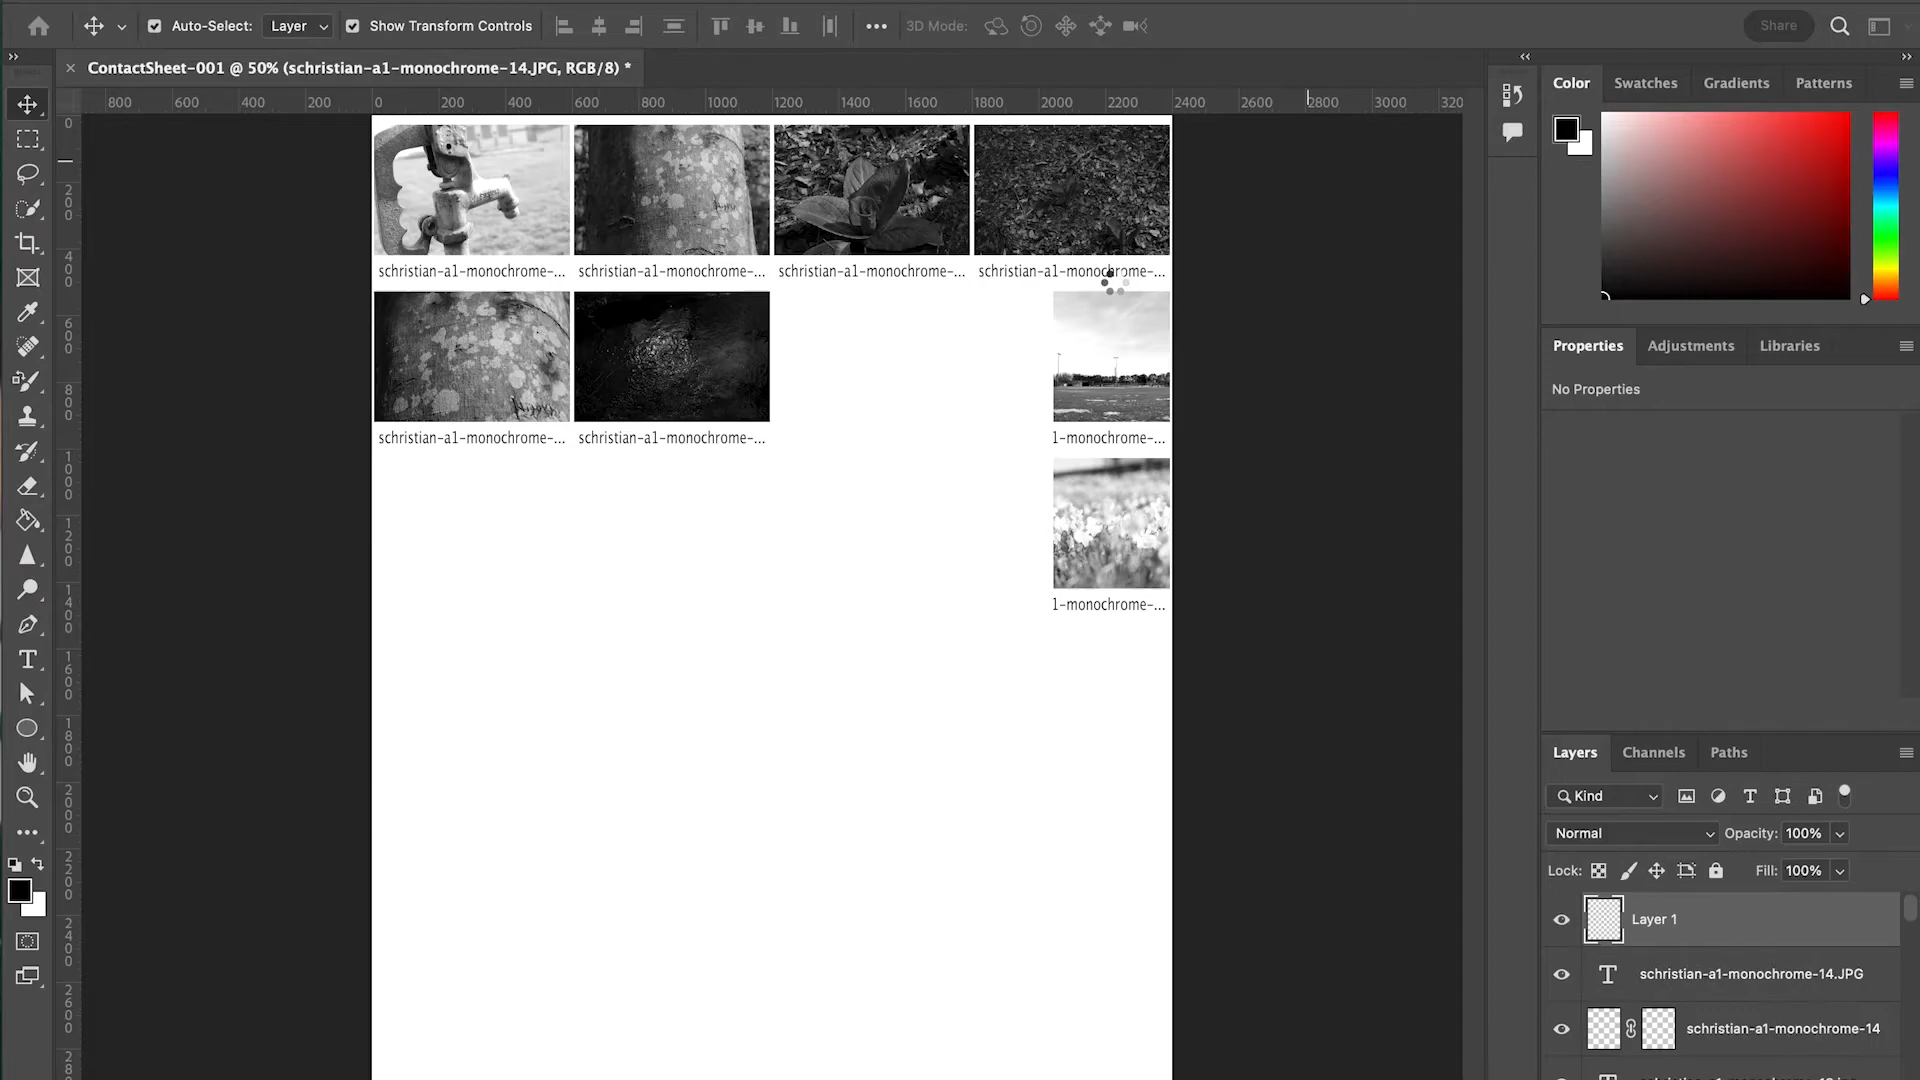 Auto-Select: Layer Show Transform Controls 3D Mode: Share
ContactSheet-001 @ 50% (schristian-a1-monochrome-14.JPG, RGB/8) *
800 600 400 200 0 200 400 600 800 1000 1200 1400 1600 1800 2000 2200 2400 2600 2800 3000 320
0
200
400
600
800
1000
1200
1400
1600
1800
2000
2200
2400
2600
28
schristian-a1-monochrome-... schristian-a1-monochrome-... schristian-a1-monochrome-... schristian-a1-monochrome-...
schristian-a1-monochrome-... schristian-a1-monochrome-... 1-monochrome-...
1-monochrome-...
Color Swatches Gradients Patterns
Properties Adjustments Libraries
No Properties
Layers Channels Paths
Kind
Normal Opacity: 100%
Lock: Fill: 100%
Layer 1
schristian-a1-monochrome-14.JPG
schristian-a1-monochrome-14